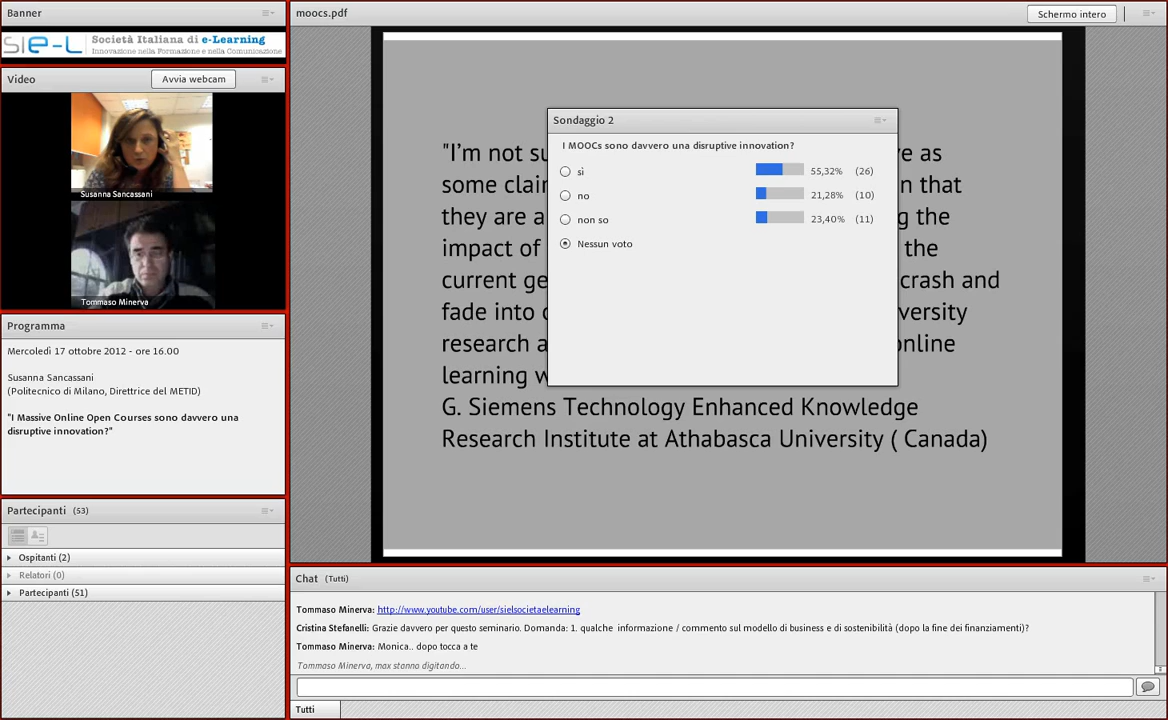 Banner
sie-L Società Italiana di e-Learning
Innovazione nella Formazione e nella Comunicazione
Video
Avvia webcam
Susanna Sancassani
Tommaso Minerva
Programma
Mercoledì 17 ottobre 2012 - ore 16.00
Susanna Sancassani
(Politecnico di Milano, Direttrice del METID)
"I Massive Online Open Courses sono davvero una
disruptive innovazione?"
Partecipanti (53)
Ospitanti (2)
Relatori (0)
Partecipanti (51)
moocs.pdf
Schermo intero
"I'm not
as
some
that
they are
the
impact of
the
current
crash and
fade into
research
online
learning
G. Siemens Technology Enhanced Knowledge
Research Institute at Athabasca University ( Canada)
Sondaggio 2
I MOOCs sono davvero una disruptive innovazione?
sì 55,32% (26)
no 21,28% (10)
non so 23,40% (11)
Nessun voto
Chat (Tutti)
Tommaso Minerva: http://www.youtube.com/user/sielsocietaelearning
Cristina Stefanelli: Grazie davvero per questo seminario. Domanda: 1. qualche informazione / commento sul modello di business e di sostenibilità (dopo la fine dei finanziamenti)?
Tommaso Minerva: Monica.. dopo tocca a te
Tommaso Minerva, max stanno digitando...
Tutti